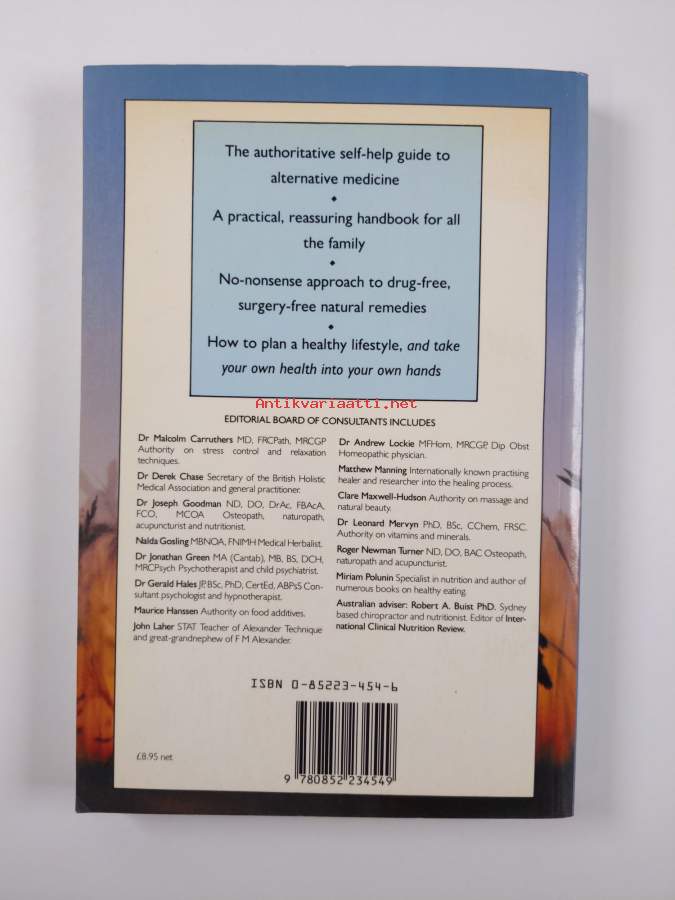 The authoritative self-help guide to
alternative medicine
◆
A practical, reassuring handbook for all
the family
◆
No-nonsense approach to drug-free,
surgery-free natural remedies
◆
How to plan a healthy lifestyle, and take
your own health into your own hands
Antikvariaatti.net
EDITORIAL BOARD OF CONSULTANTS INCLUDES
Dr Malcolm Carruthers MD, FRCPath, MRCGP
Authority on stress control and relaxation
techniques.
Dr Derek Chase Secretary of the British Holistic
Medical Association and general practitioner.
Dr Joseph Goodman ND, DO, DrAc, FBAcA,
FCO, MCOA Osteopath, naturopath,
acupuncturist and nutritionist.
Nalda Gosling MBNOA, FNIMH Medical Herbalist.
Dr Jonathan Green MA (Cantab), MB, BS, DCH,
MRCPsych Psychotherapist and child psychiatrist.
Dr Gerald Hales JP, BSc, PhD, CertEd, ABPsS Con-
sultant psychologist and hypnotherapist.
Maurice Hanssen Authority on food additives.
John Laher STAT Teacher of Alexander Technique
and great-grandnephew of F M Alexander.
Dr Andrew Lockie MFHom, MRCGP, Dip Obst
Homeopathic physician.
Matthew Manning Internationally known practising
healer and researcher into the healing process.
Clare Maxwell-Hudson Authority on massage and
natural beauty.
Dr Leonard Mervyn PhD, BSc, CChem, FRSC.
Authority on vitamins and minerals.
Roger Newman Turner ND, DO, BAC Osteopath,
naturopath and acupuncturist.
Miriam Polunin Specialist in nutrition and author of
numerous books on healthy eating.
Australian adviser: Robert A. Buist PhD. Sydney
based chiropractor and nutritionist. Editor of Inter-
national Clinical Nutrition Review.
ISBN 0-85223-454-6
£8.95 net
9 780852 234549